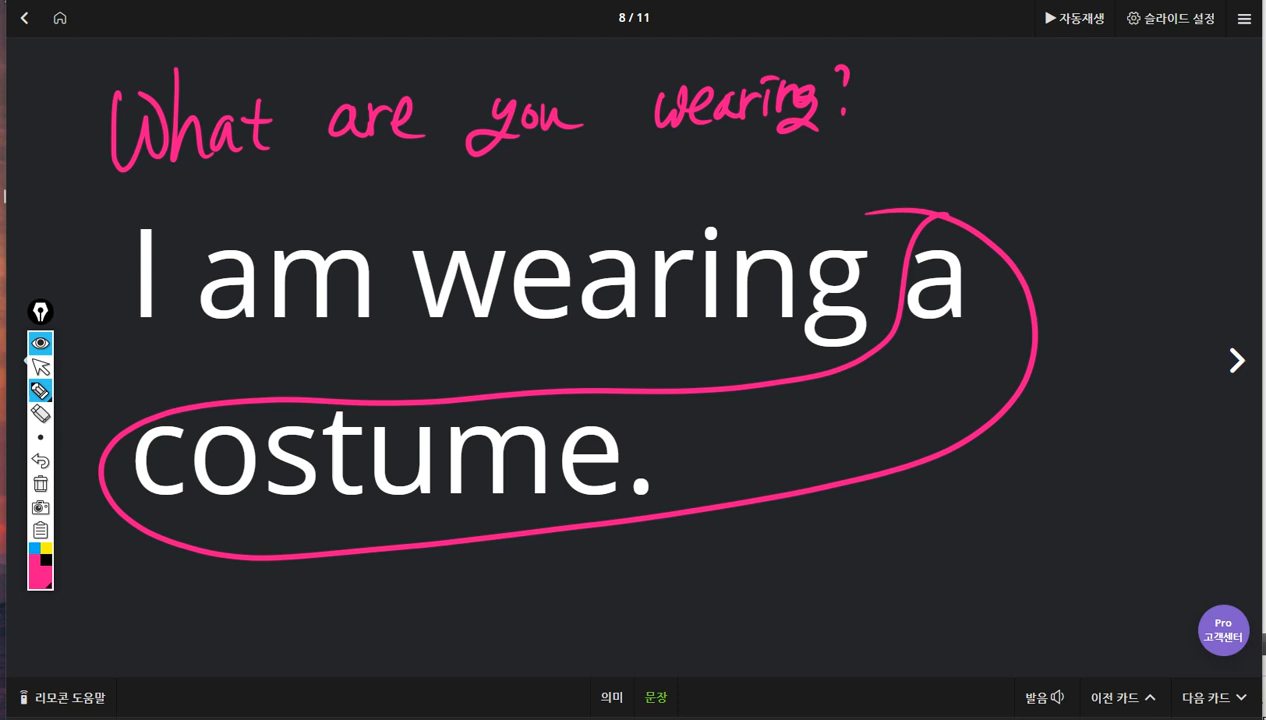 8 / 11
자동재생
슬라이드 설정
What are you wearing?
I am wearing a
costume.
Pro
고객센터
리모콘 도움말
의미
문장
발음
이전 카드
다음 카드